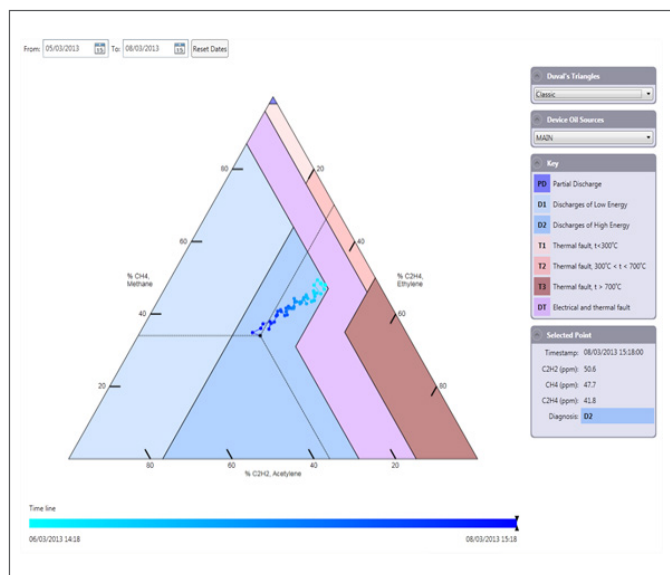 From: 05/03/2013 15 To: 08/03/2013 15 Reset Dates
Duval's Triangles
Classic
Device Oil Sources
MAIN
Key
PD Partial Discharge
D1 Discharges of Low Energy
D2 Discharges of High Energy
T1 Thermal fault, t<300°C
T2 Thermal fault, 300°C < t < 700°C
T3 Thermal fault, t > 700°C
DT Electrical and thermal fault
Selected Point
Timestamp: 08/03/2013 15:18:00
C2H2 (ppm) 50.6
CH4 (ppm) 47.7
C2H4 (ppm) 41.8
Diagnosis: D2
80
60
% CH4,
Methane
40
20
20
40
% C2H4,
Ethylene
60
80
80
60
40
20
% C2H2, Acetylene
Time line
06/03/2013 14:18
08/03/2013 15:18